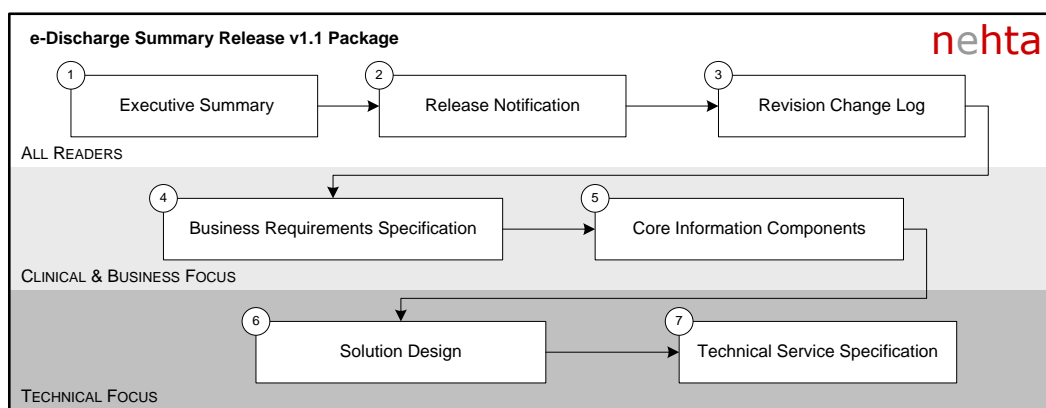 e-Discharge Summary Release v1.1 Package
nehta
1
Executive Summary
2
Release Notification
3
Revision Change Log
ALL READERS
4
Business Requirements Specification
5
Core Information Components
CLINICAL & BUSINESS FOCUS
6
Solution Design
7
Technical Service Specification
TECHNICAL FOCUS